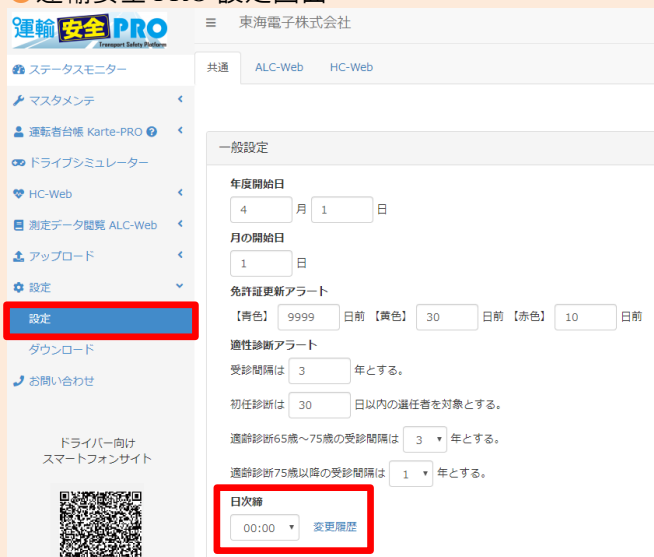 運輸安全PRO
Transport Safety Platform
東海電子株式会社
ステータスモニター
マスタメンテ
運転者台帳 Karte-PRO
ドライブシミュレーター
HC-Web
測定データ閲覧 ALC-Web
アップロード
設定
設定
ダウンロード
お問い合わせ
ドライバー向け
スマートフォンサイト
共通 ALC-Web HC-Web
一般設定
年度開始日
4 月 1 日
月の開始日
1 日
免許証更新アラート
【青色】 9999 日前 【黄色】 30 日前 【赤色】 10 日前
適性診断アラート
受診間隔は 3 年とする。
初任診断は 30 日以内の選任者を対象とする。
適齢診断65歳～75歳の受診間隔は 3 年とする。
適齢診断75歳以降の受診間隔は 1 年とする。
日次締
00:00 変更履歴